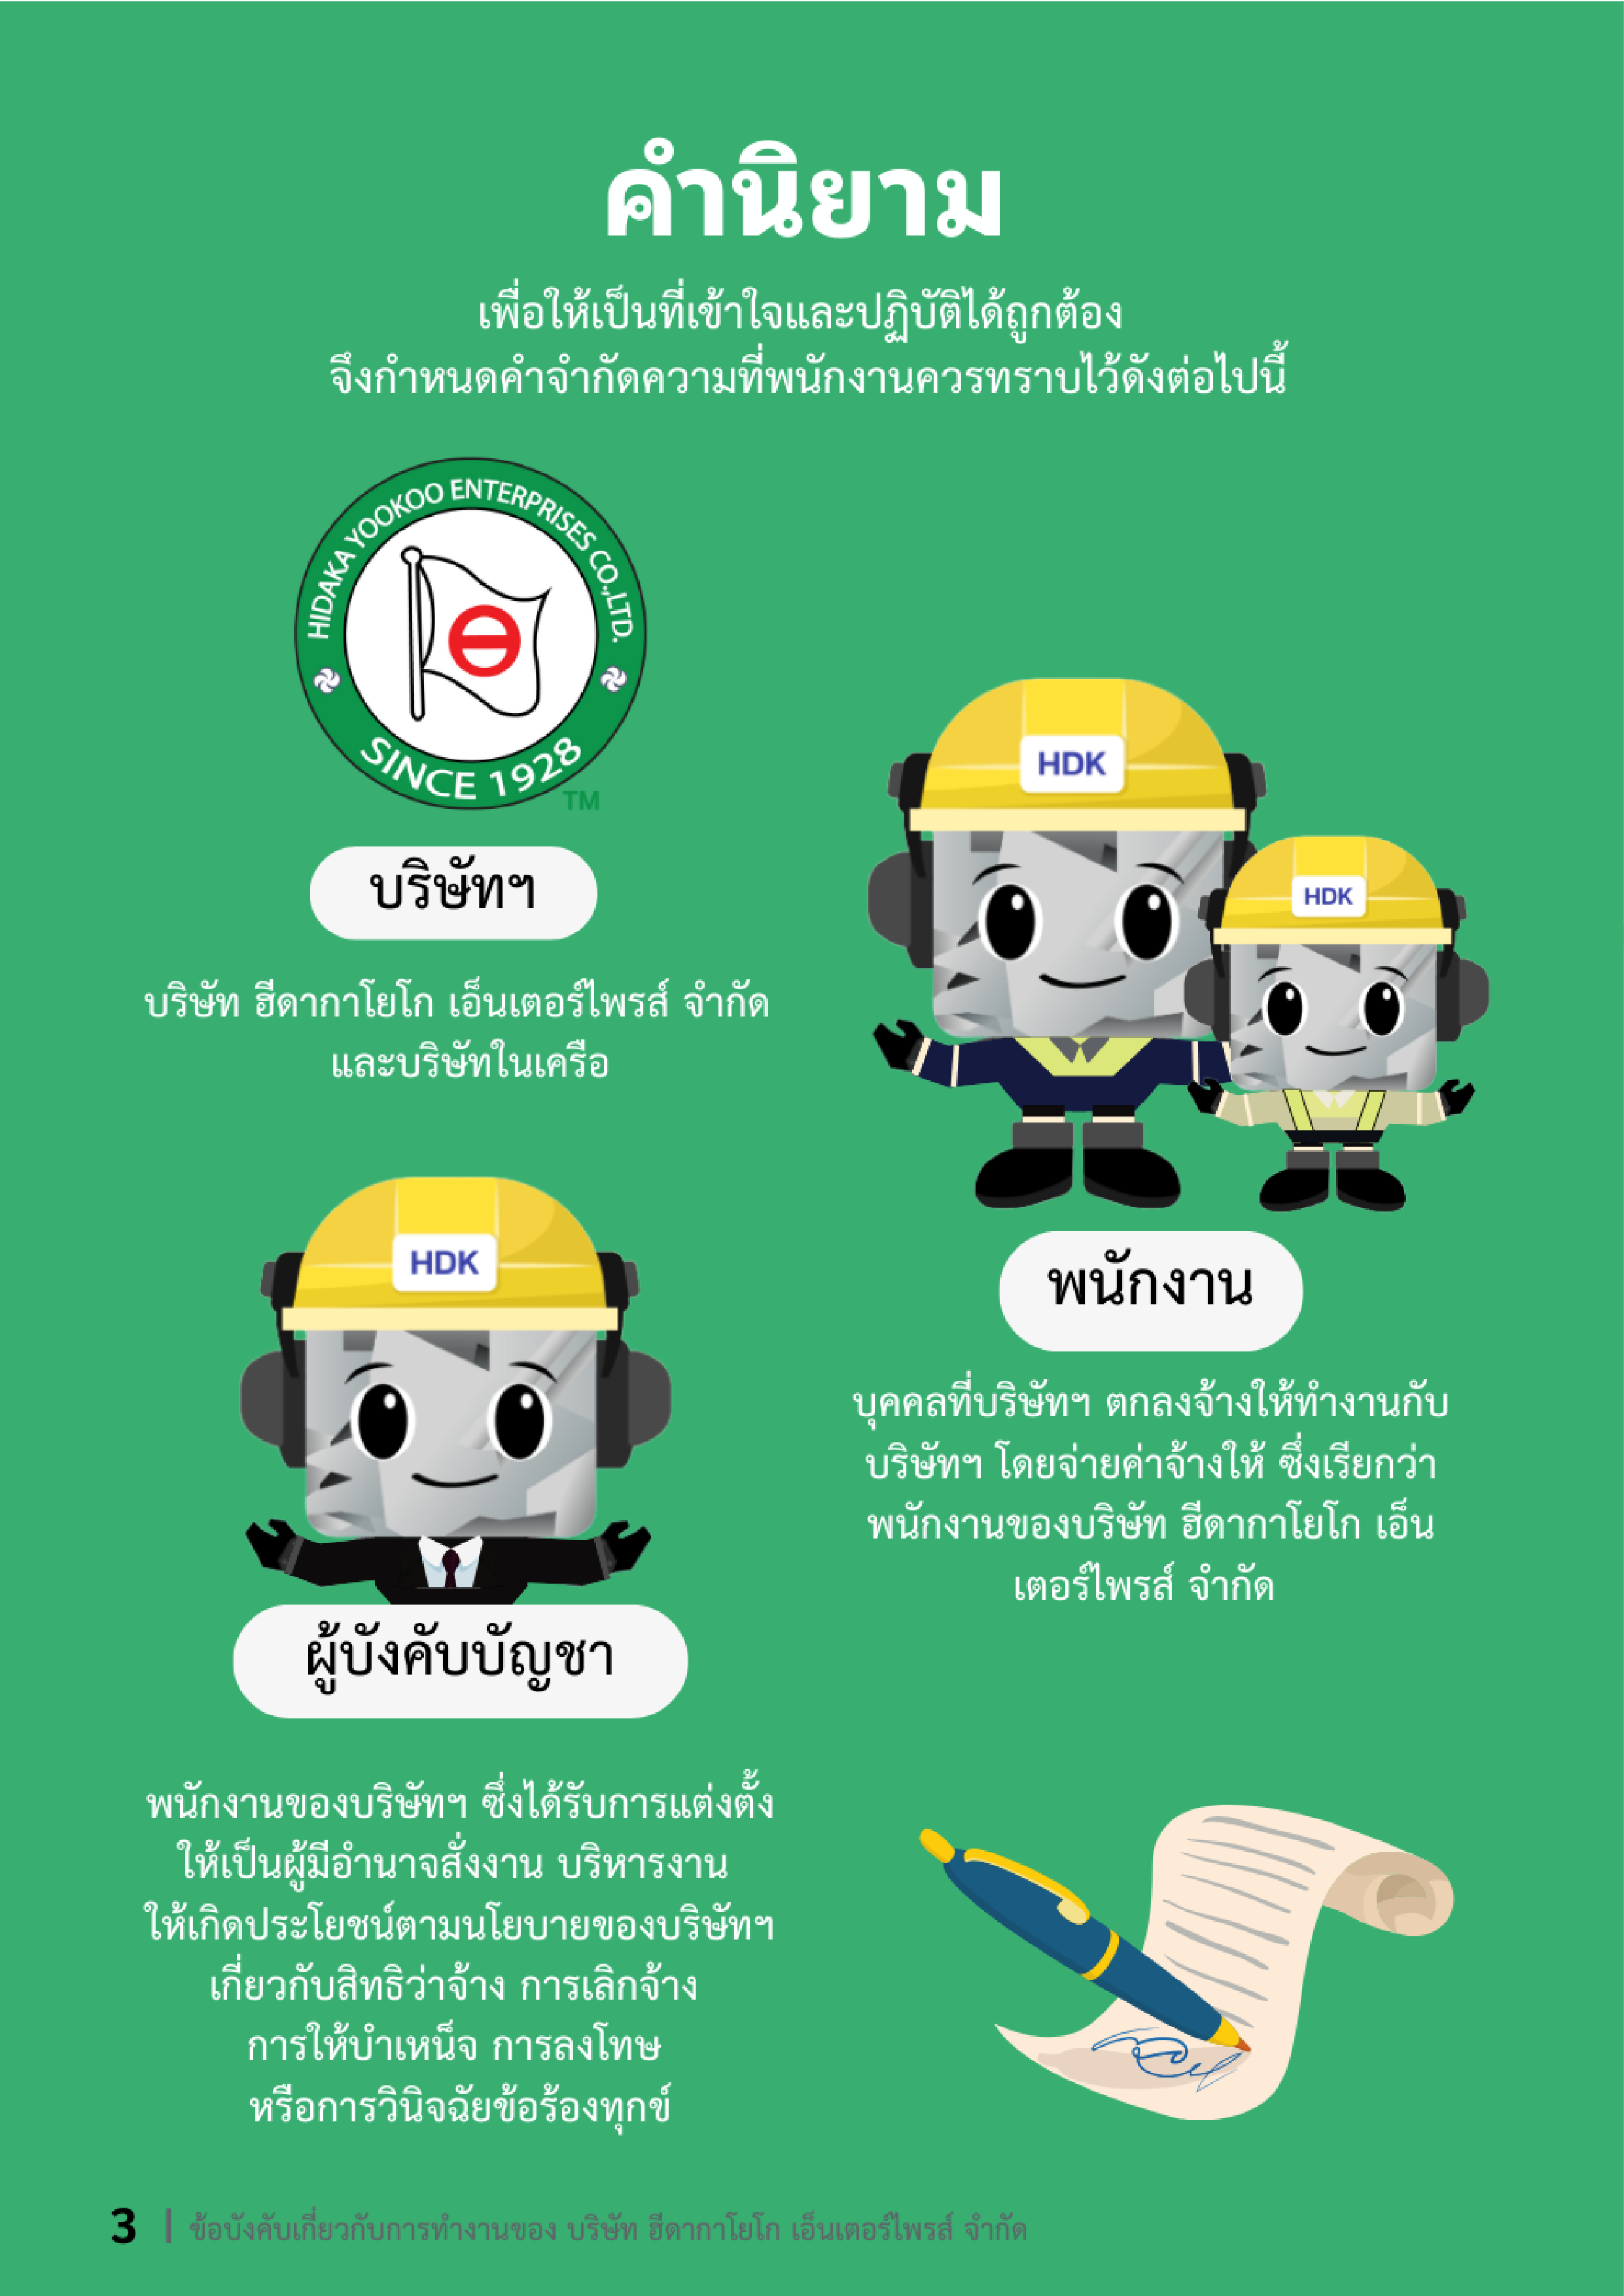 คำนิยาม
เพื่อให้เป็นที่เข้าใจและปฏิบัติได้ถูกต้อง
จึงกำหนดคำจำกัดความที่พนักงานควรทราบไว้ดังต่อไปนี้
HIDAKA YOOKOO ENTERPRISES CO.,LTD.
SINCE 1928
TM
บริษัทฯ
บริษัท ฮีดากาโยโก เอ็นเตอร์ไพรส์ จำกัด
และบริษัทในเครือ
HDK
HDK
พนักงาน
บุคคลที่บริษัทฯ ตกลงจ้างให้ทำงานกับ
บริษัทฯ โดยจ่ายค่าจ้างให้ ซึ่งเรียกว่า
พนักงานของบริษัท ฮีดากาโยโก เอ็น
เตอร์ไพรส์ จำกัด
HDK
ผู้บังคับบัญชา
พนักงานของบริษัทฯ ซึ่งได้รับการแต่งตั้ง
ให้เป็นผู้มีอำนาจสั่งงาน บริหารงาน
ให้เกิดประโยชน์ตามนโยบายของบริษัทฯ
เกี่ยวกับสิทธิว่าจ้าง การเลิกจ้าง
การให้บำเหน็จ การลงโทษ
หรือการวินิจฉัยข้อร้องทุกข์
3 | ข้อบังคับเกี่ยวกับการทำงานของ บริษัท ฮีดากาโยโก เอ็นเตอร์ไพรส์ จำกัด